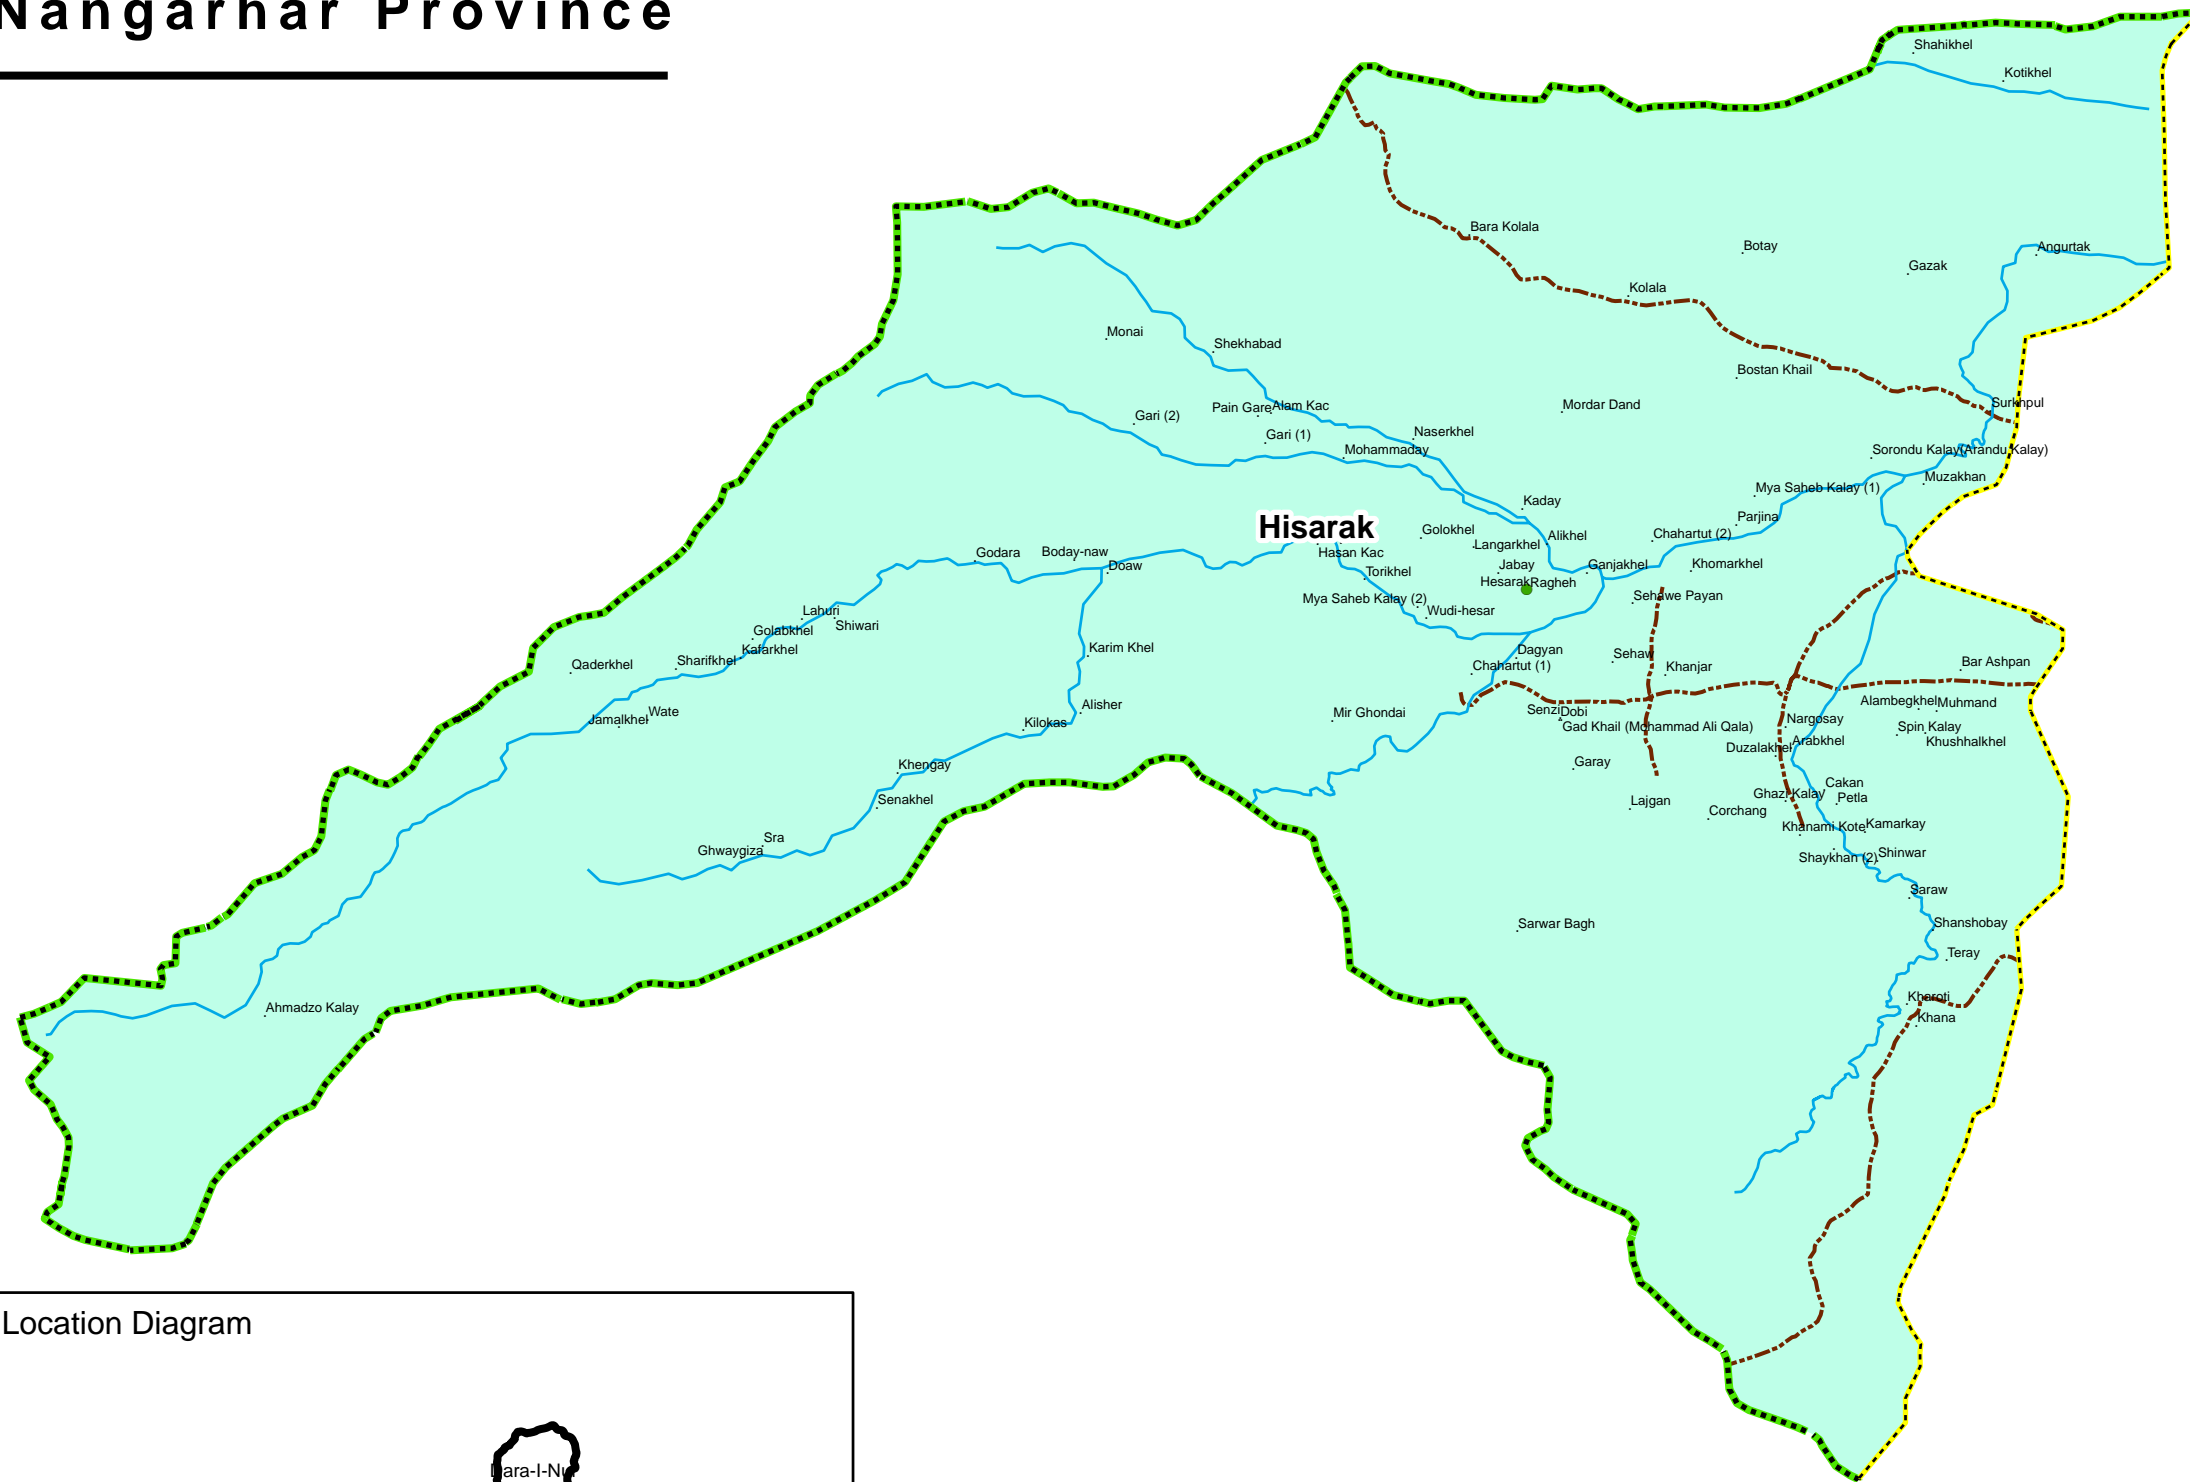 Nangarhar Province
Shahikhel
Kotikhel
Bara Kolala
Botay
Angurtak
Gazak
Kolala
Monai
Shekhabad
Bostan Khail
Surkhpul
Pain Gare
Alam Kac
Mordar Dand
Gari (2)
Gari (1)
Naserkhel
Mohammaday
Sorondu Kalay(Arandu Kalay)
Muzakhan
Mya Saheb Kalay (1)
Kaday
Parjina
Hisarak
Golokhel
Alikhel
Chahartut (2)
Langarkhel
Hasan Kac
Godara
Boday-naw
Doaw
Torikhel
Jabay
Ganjakhel
Khomarkhel
Hesarak
Ragheh
Mya Saheb Kalay (2)
Wudi-hesar
Sehawe Payan
Lahuri
Shiwari
Golabkhel
Kafarkhel
Karim Khel
Dagyan
Sehaw
Qaderkhel
Sharifkhel
Chahartut (1)
Khanjar
Bar Ashpan
Jamalkhel
Wate
Alisher
Kilokas
Mir Ghondai
Senzi
Dobi
Gad Khail (Mohammad Ali Qala)
Nargosay
Alambegkhel
Muhmand
Spin Kalay
Khushhalkhel
Duzalakhel
Arabkhel
Khengay
Garay
Senakhel
Lajgan
Corchang
Ghazi Kalay
Cakan
Petla
Khanami Kote
Kamarkay
Sra
Ghwaygiza
Shaykhan (2)
Shinwar
Saraw
Sarwar Bagh
Shanshobay
Teray
Kharoti
Khana
Ahmadzo Kalay
Location Diagram
Dara-I-Nur